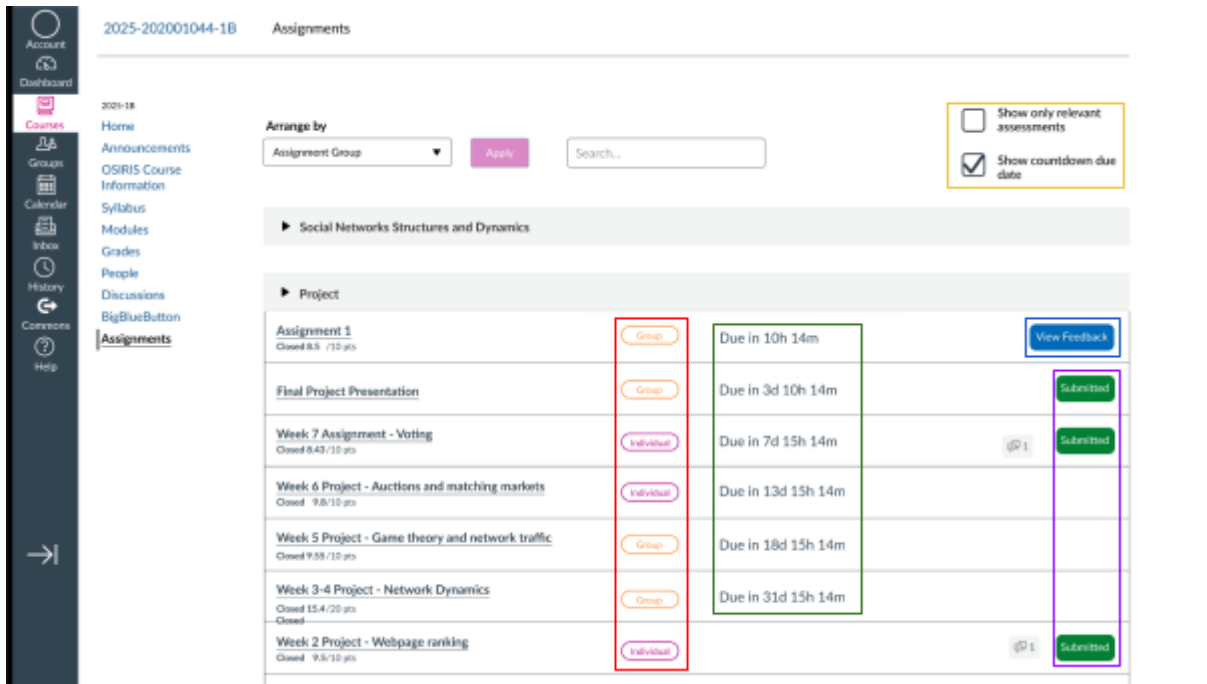 2025-202001044-1B
Assignments
Account
Dashboard
Courses
Groups
Calendar
Inbox
History
Commons
Help
Home
Announcements
OSIRIS Course
Information
Syllabus
Modules
Grades
People
Discussions
BigBlueButton
Assignments
Arrange by
Assignment Group
Apply
Search...
Show only relevant
assessments
Show countdown due
date
Social Networks Structures and Dynamics
Project
Assignment 1
Closed 8.5 /10 pts
Group
Due in 10h 14m
View Feedback
Final Project Presentation
Group
Due in 3d 10h 14m
Submitted
Week 7 Assignment - Voting
Closed 8.43/10 pts
Individual
Due in 7d 15h 14m
1
Submitted
Week 6 Project - Auctions and matching markets
Closed 9.8/10 pts
Individual
Due in 13d 15h 14m
Week 5 Project - Game theory and network traffic
Closed 9.55/10 pts
Group
Due in 18d 15h 14m
Week 3-4 Project - Network Dynamics
Closed 15.4/20 pts
Closed
Group
Due in 31d 15h 14m
Week 2 Project - Webpage ranking
Closed 9.5/10 pts
Individual
1
Submitted